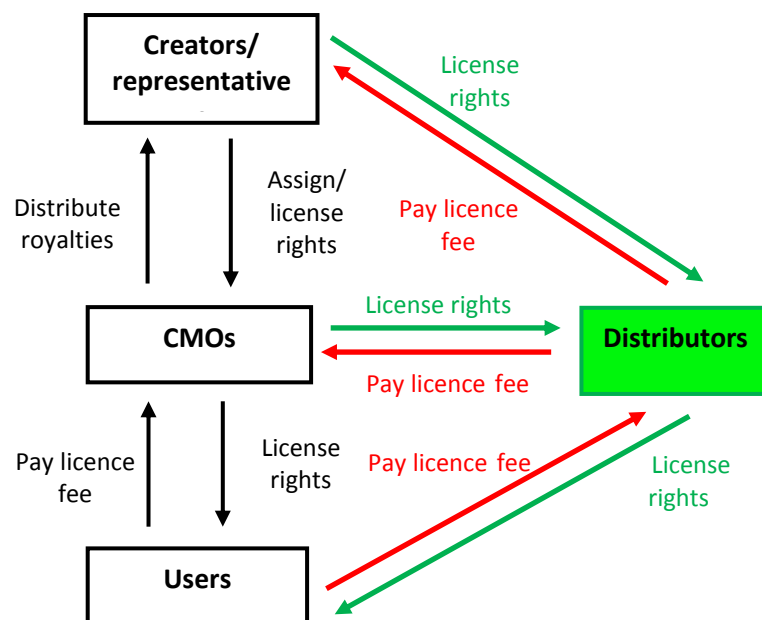 Creators/
representative
License
rights
Distribute
royalties
Assign/
license
rights
Pay licence
fee
License rights
CMOs
Distributors
Pay licence fee
Pay licence
fee
License
rights
Pay licence fee
License
rights
Users